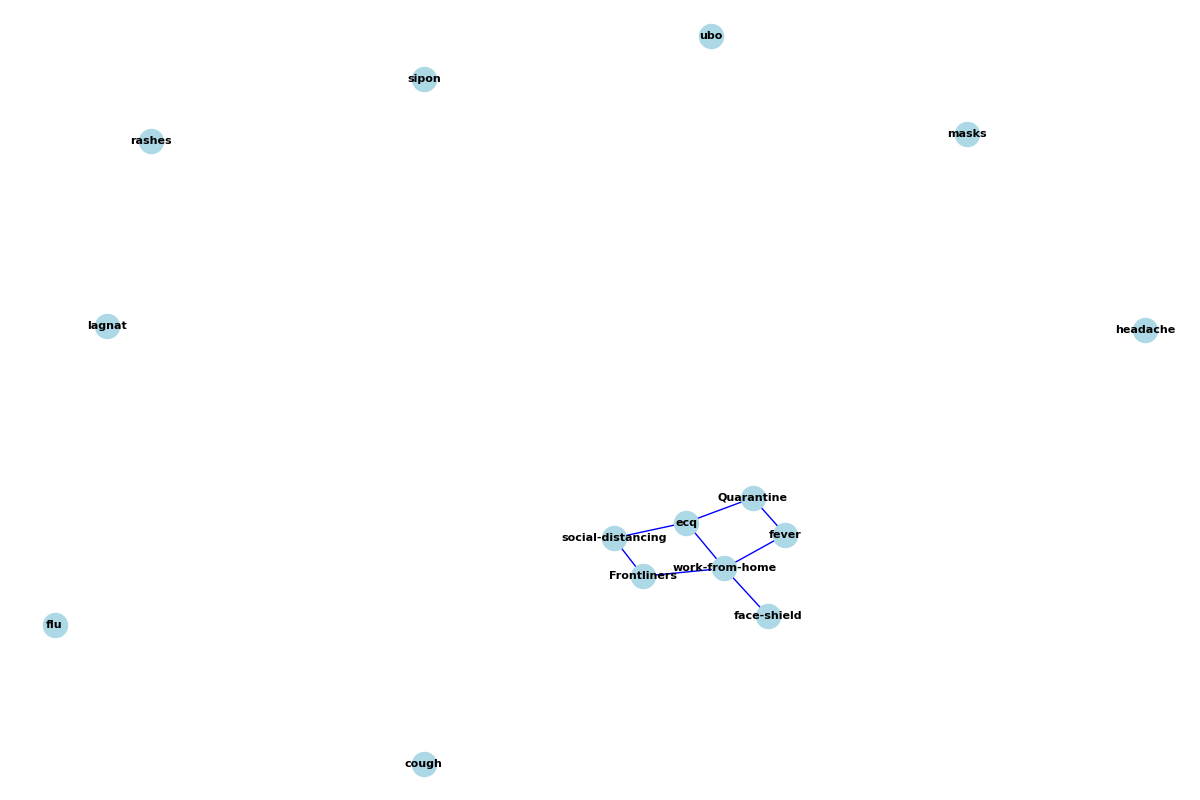 ubo
sipon
masks
rashes
lagnat
headache
Quarantine
ecq
fever
social-distancing
work-from-home
Frontliners
face-shield
flu
cough